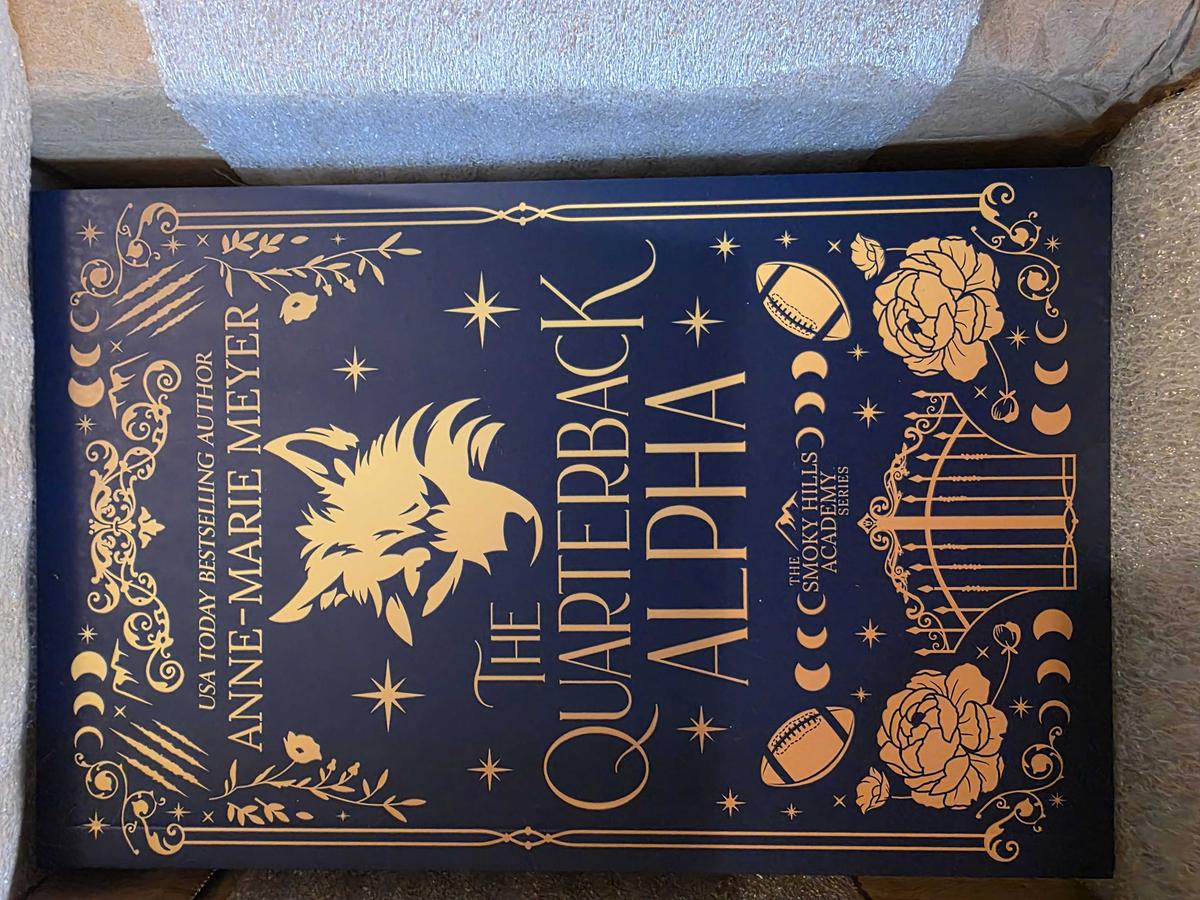 USA TODAY BESTSELLING AUTHOR
ANNE-MARIE MEYER
THE
QUARTERBACK
ALPHA
THE
SMOKY HILLS
ACADEMY
SERIES